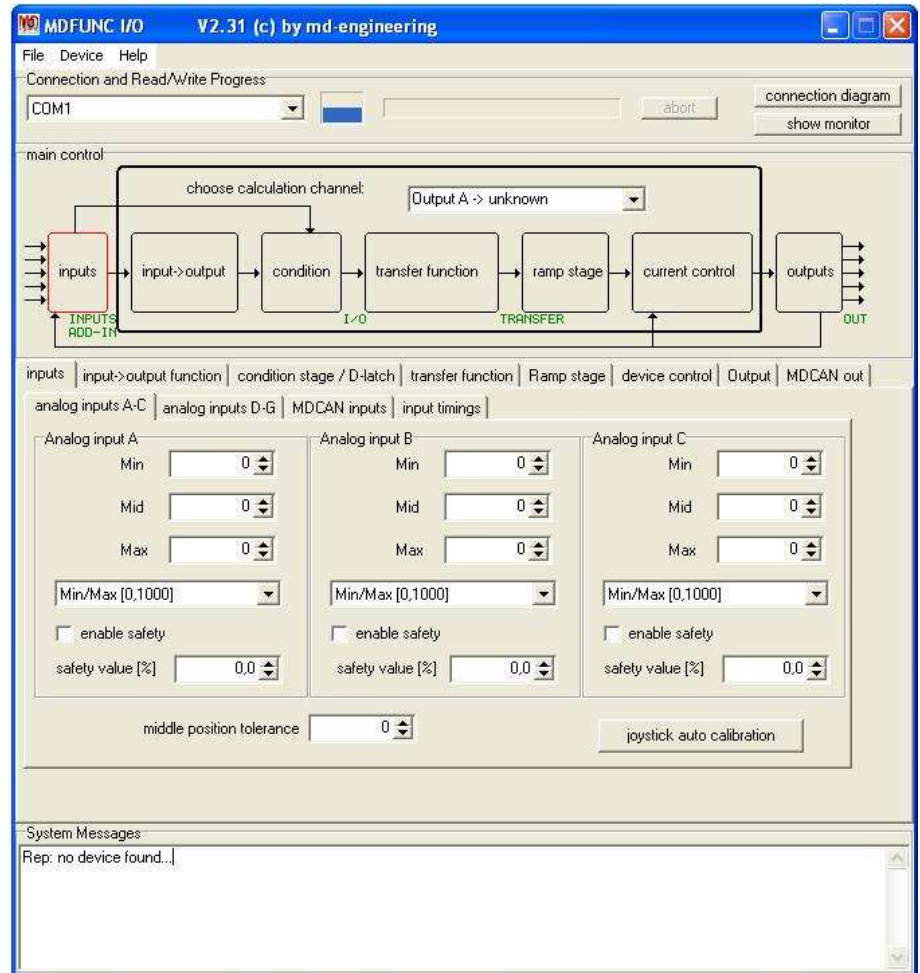 MDFUNC I/O V2.31 (c) by md-engineering
File Device Help
Connection and Read/Write Progress
COM1
abort
connection diagram
show monitor
main control
choose calculation channel:
Output A -> unknown
inputs
input->output
condition
transfer function
ramp stage
current control
outputs
INPUTS
ADD-IN
I/O
TRANSFER
OUT
inputs input->output function condition stage / D-latch transfer function Ramp stage device control Output MDCAN out
analog inputs A-C analog inputs D-G MDCAN inputs input timings
Analog input A
Min 0
Mid 0
Max 0
Min/Max [0,1000]
enable safety
safety value [%] 0,0
Analog input B
Min 0
Mid 0
Max 0
Min/Max [0,1000]
enable safety
safety value [%] 0,0
Analog input C
Min 0
Mid 0
Max 0
Min/Max [0,1000]
enable safety
safety value [%] 0,0
middle position tolerance 0
joystick auto calibration
System Messages
Rep: no device found...